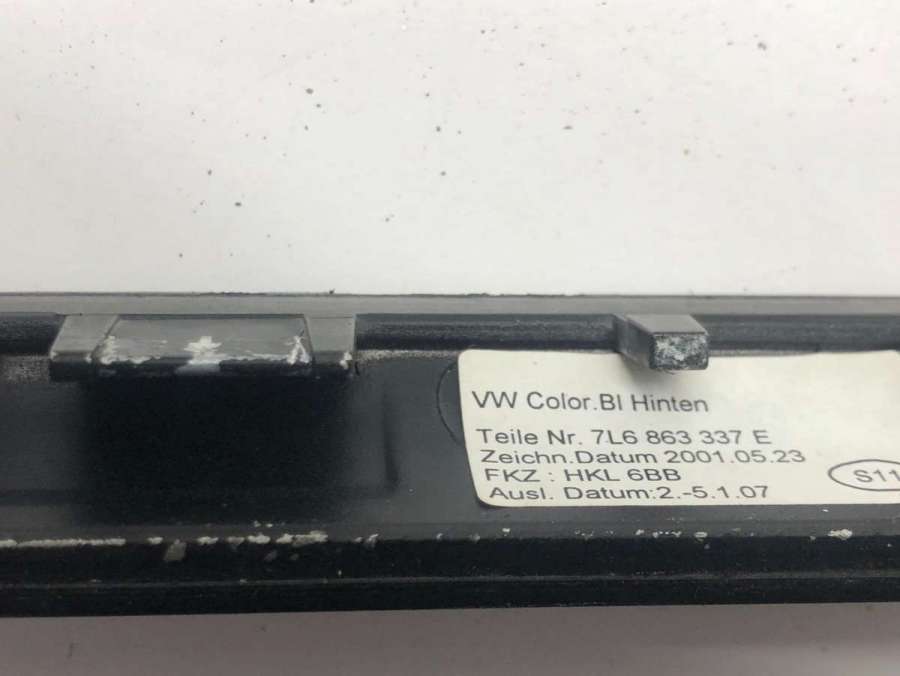 VW Color.Bl Hinten
Teile Nr. 7L6 863 337 E
Zeichn.Datum 2001.05.23
FKZ : HKL 6BB
S11
Ausl. Datum:2.-5.1.07